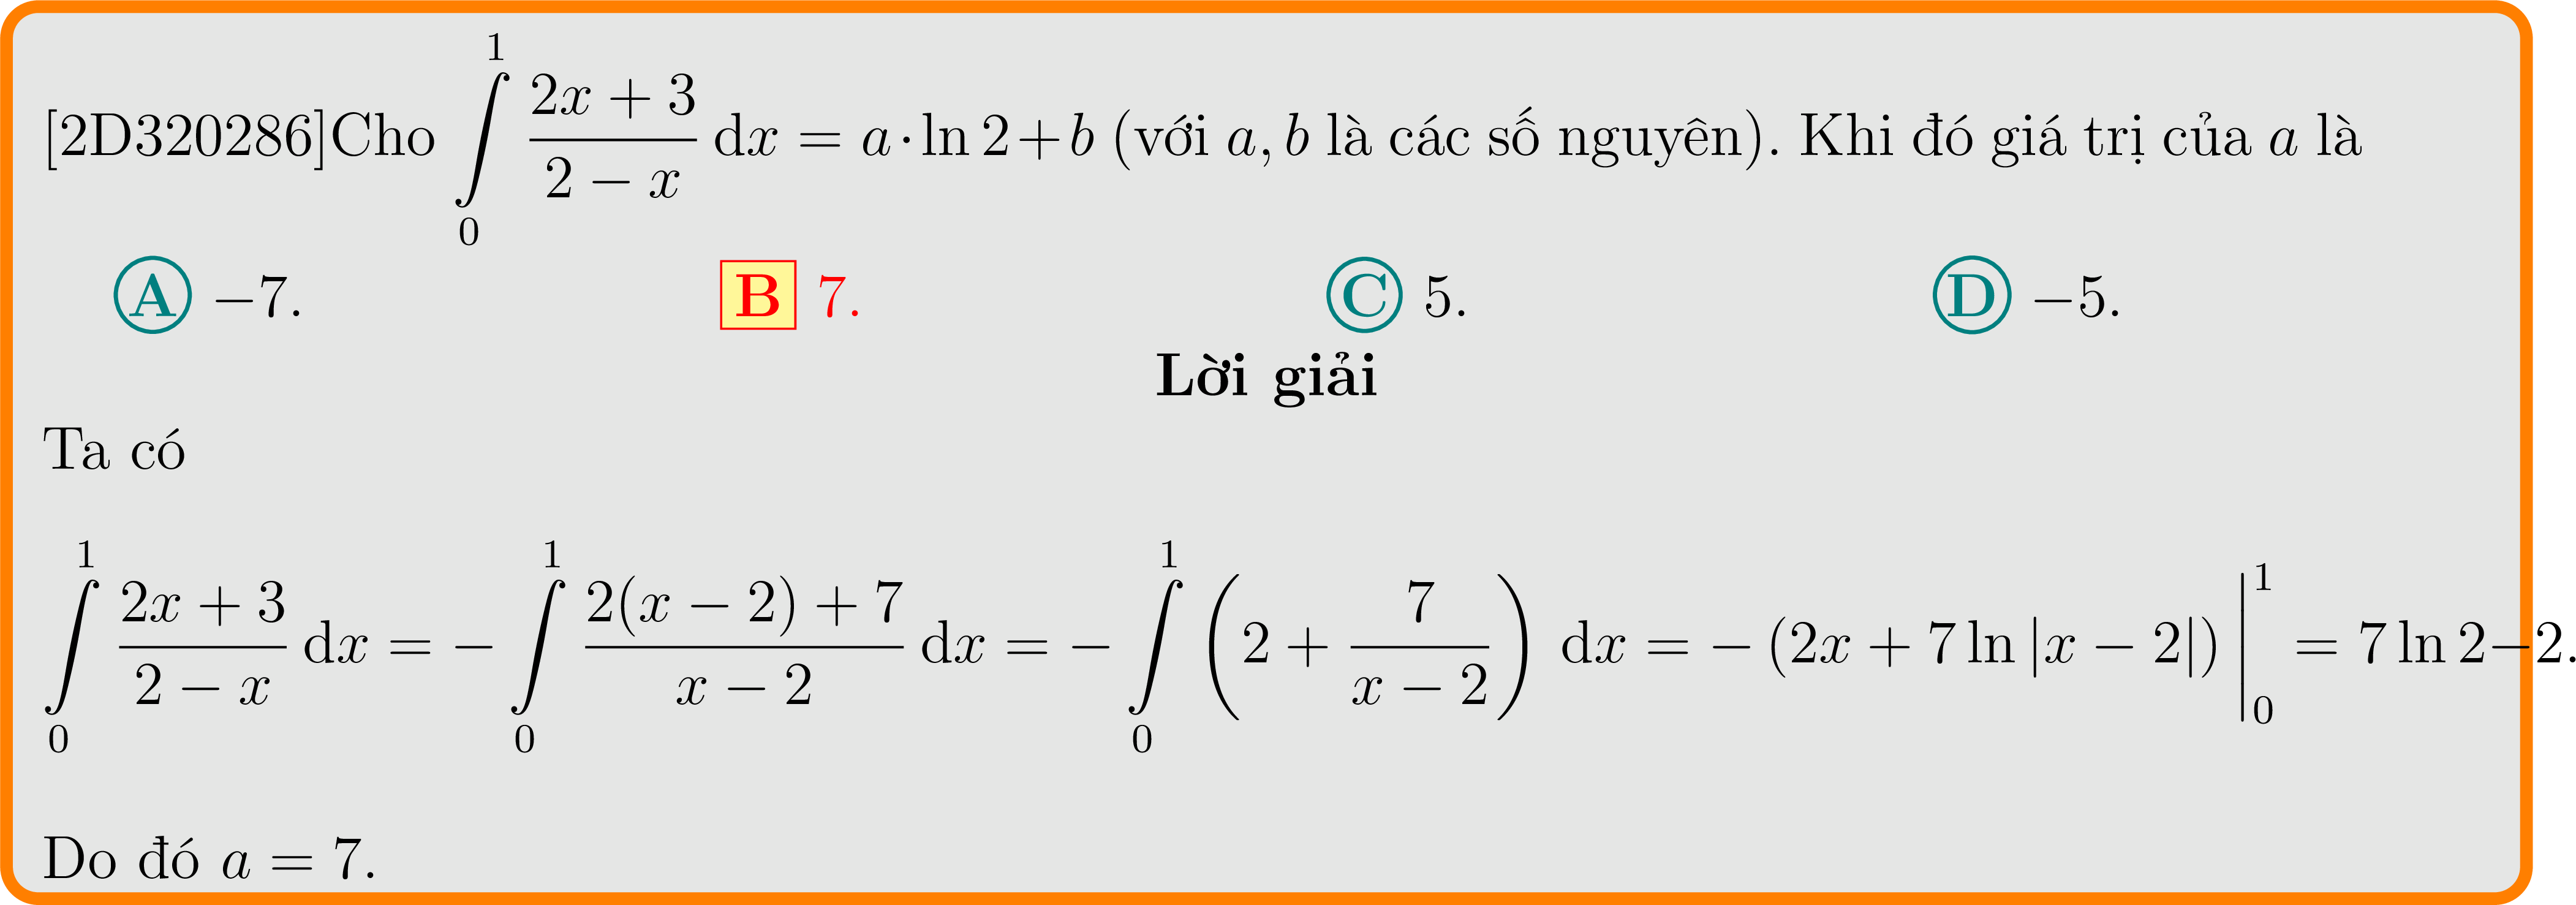 [2D320286]Cho $\int\limits_0^1 \frac{2x+3}{2-x}\,\mathrm{d}x = a \cdot \ln 2 + b$ (với $a, b$ là các số nguyên). Khi đó giá trị của $a$ là
A −7. B 7. C 5. D −5.
Lời giải
Ta có
$\int\limits_0^1 \frac{2x+3}{2-x}\,\mathrm{d}x = -\int\limits_0^1 \frac{2(x-2)+7}{x-2}\,\mathrm{d}x = -\int\limits_0^1 \left(2+\frac{7}{x-2}\right)\,\mathrm{d}x = -\left(2x+7\ln|x-2|\right)\Big|_0^1 = 7\ln 2-2.$
Do đó $a = 7$.